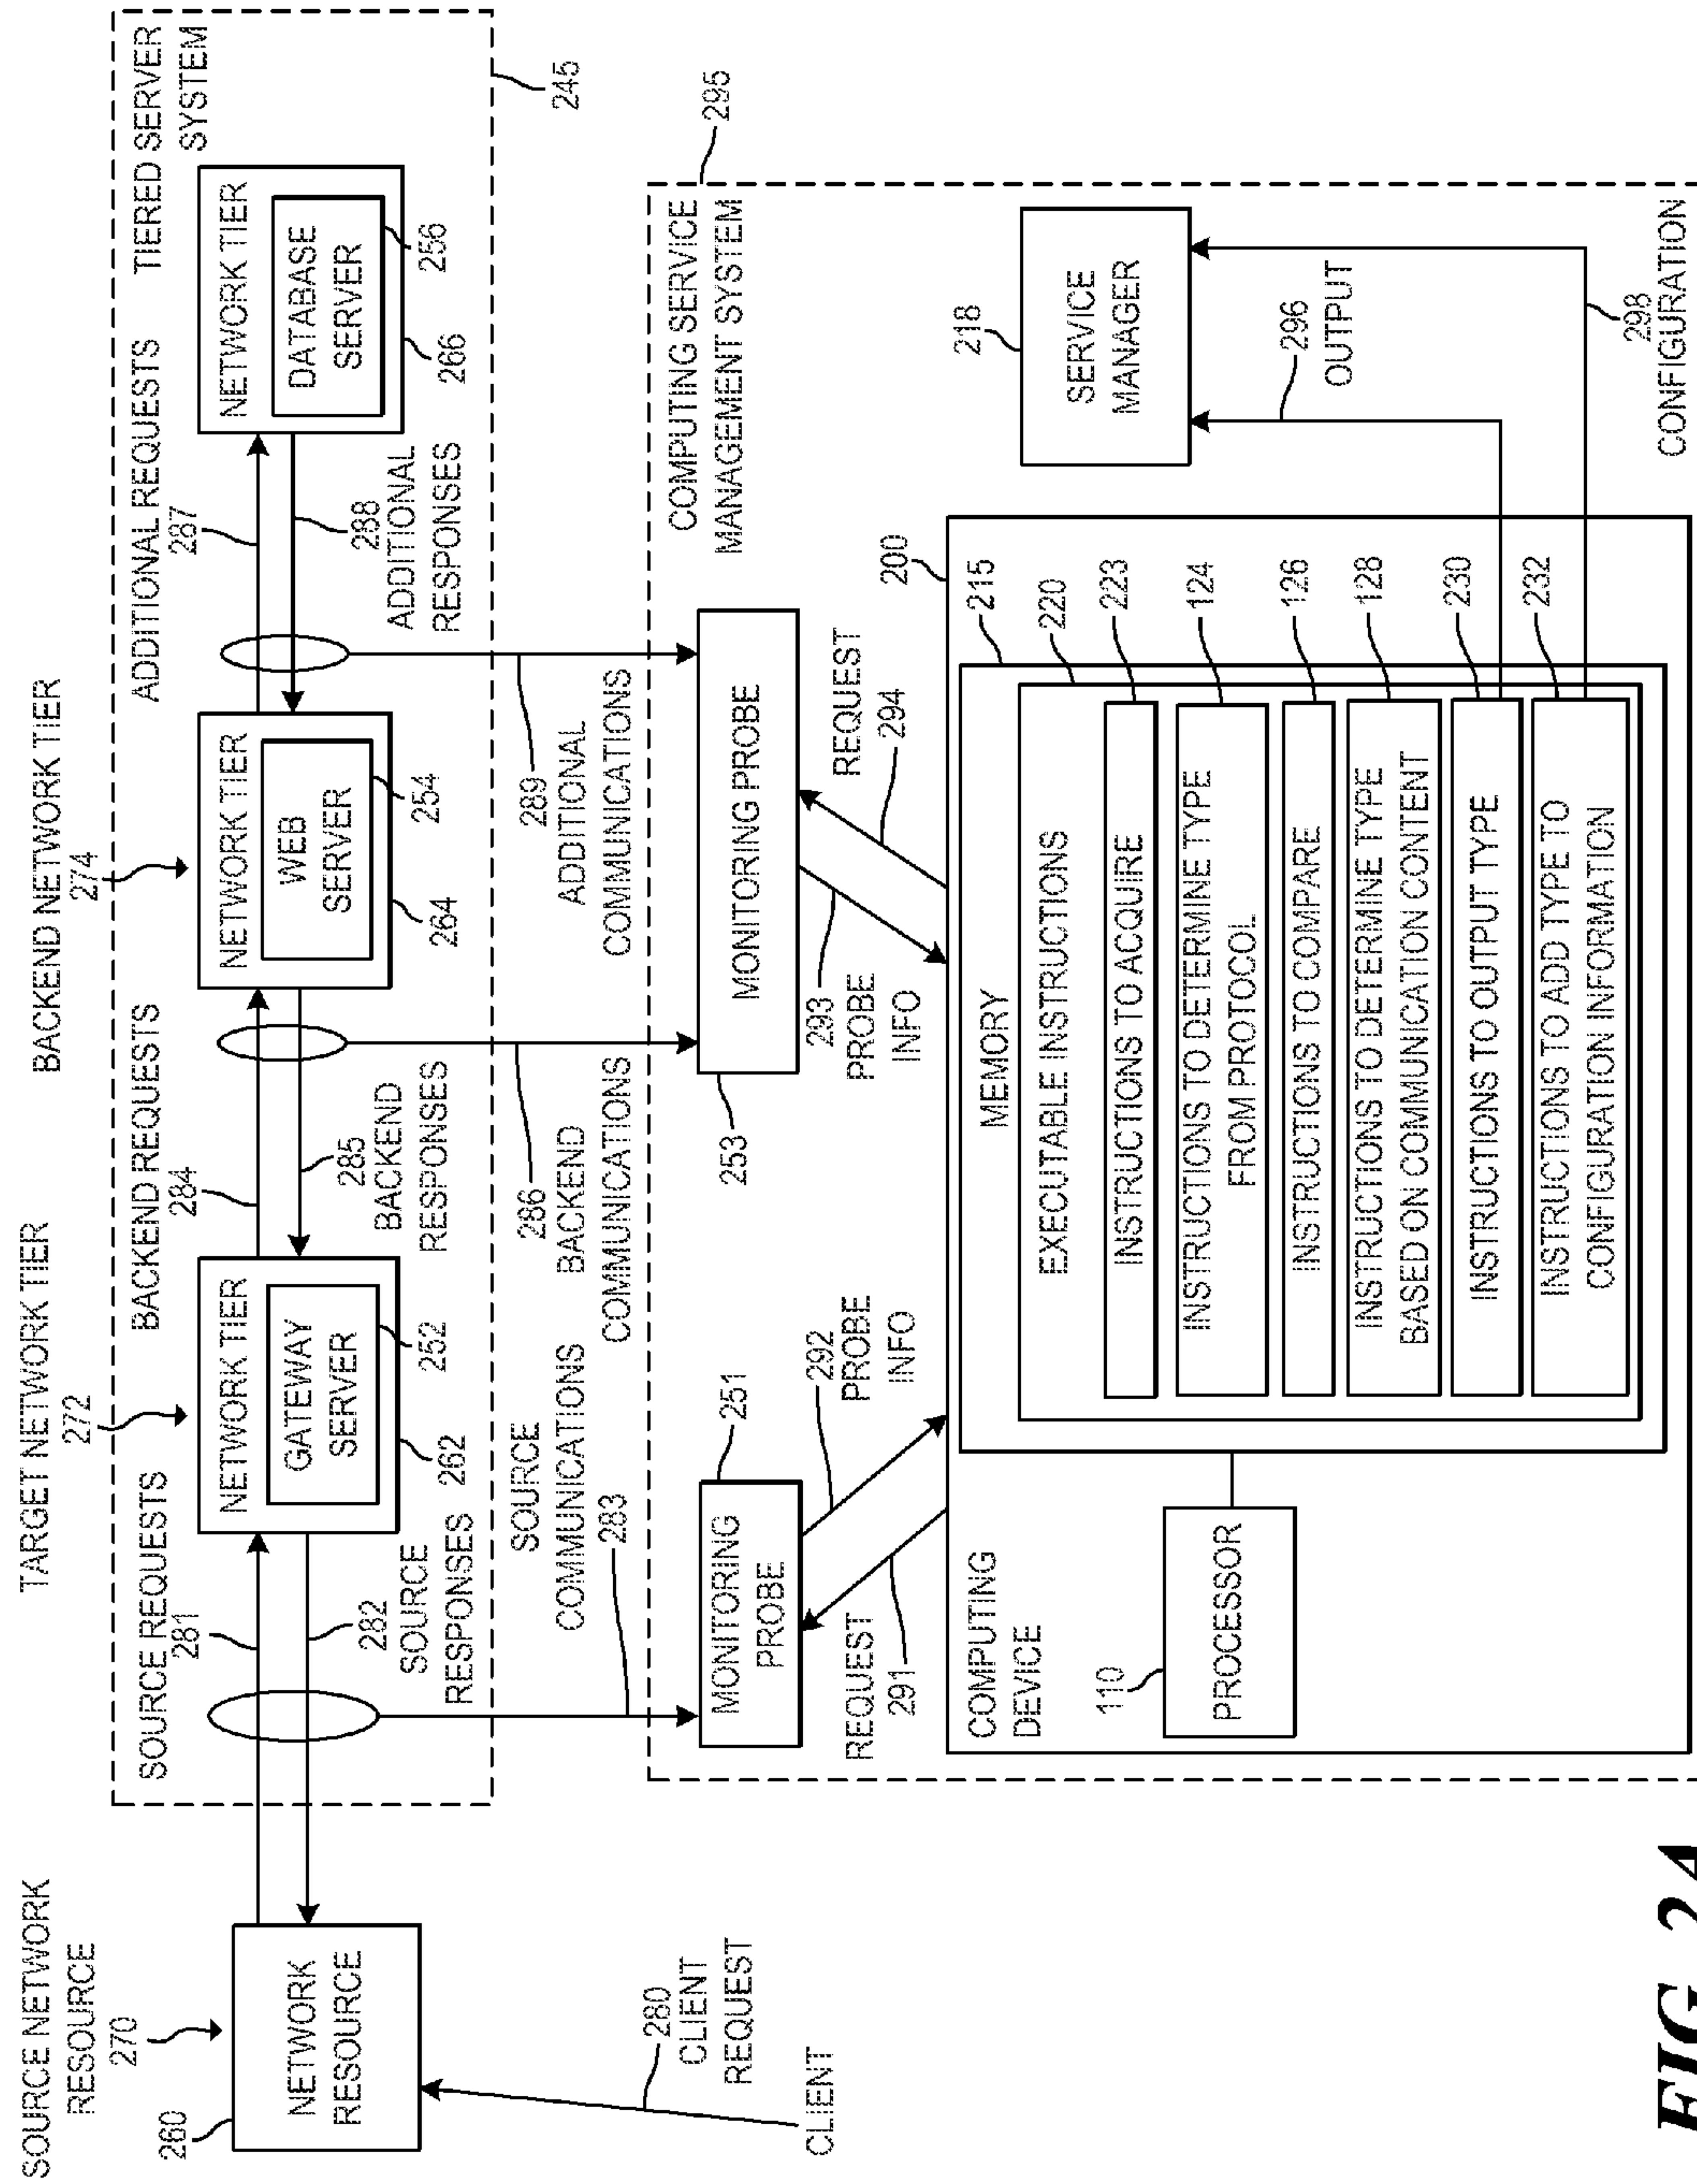 SOURCE NETWORK
RESOURCE
270
260
NETWORK
RESOURCE
280
CLIENT
REQUEST
CLIENT
TARGET NETWORK TIER
272
SOURCE REQUESTS
281
282
SOURCE
RESPONSES
NETWORK TIER
GATEWAY
SERVER
252
262
SOURCE
COMMUNICATIONS
283
BACKEND NETWORK TIER
274
BACKEND REQUESTS
284
285
BACKEND
RESPONSES
286
BACKEND
COMMUNICATIONS
NETWORK TIER
WEB
SERVER
254
264
ADDITIONAL REQUESTS
287
288
ADDITIONAL
RESPONSES
289
ADDITIONAL
COMMUNICATIONS
TIERED SERVER
SYSTEM
NETWORK TIER
DATABASE
SERVER
256
266
245
COMPUTING SERVICE
MANAGEMENT SYSTEM
295
MONITORING
PROBE
251
REQUEST
291
292
PROBE
INFO
MONITORING PROBE
253
293
PROBE
INFO
REQUEST
294
COMPUTING
DEVICE
200
110
PROCESSOR
MEMORY
215
EXECUTABLE INSTRUCTIONS
220
INSTRUCTIONS TO ACQUIRE
223
INSTRUCTIONS TO DETERMINE TYPE
FROM PROTOCOL
124
INSTRUCTIONS TO COMPARE
126
INSTRUCTIONS TO DETERMINE TYPE
BASED ON COMMUNICATION CONTENT
128
INSTRUCTIONS TO OUTPUT TYPE
230
INSTRUCTIONS TO ADD TYPE TO
CONFIGURATION INFORMATION
232
218
SERVICE
MANAGER
296
OUTPUT
298
CONFIGURATION
FIG 2A